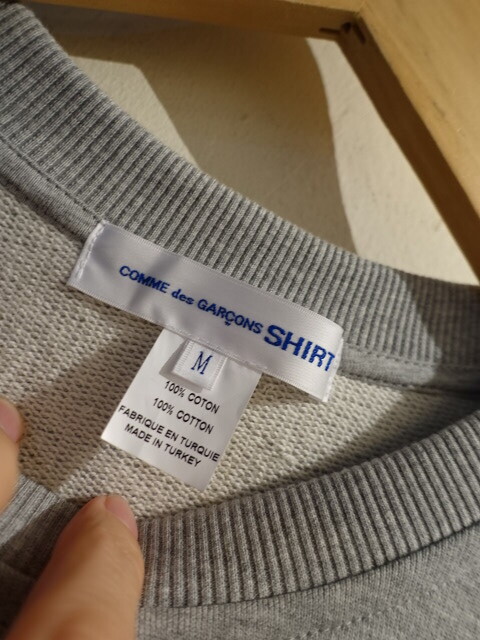 COMME des GARÇONS SHIRT
M
100% COTON
100% COTTON
FABRIQUE EN TURQUIE
MADE IN TURKEY